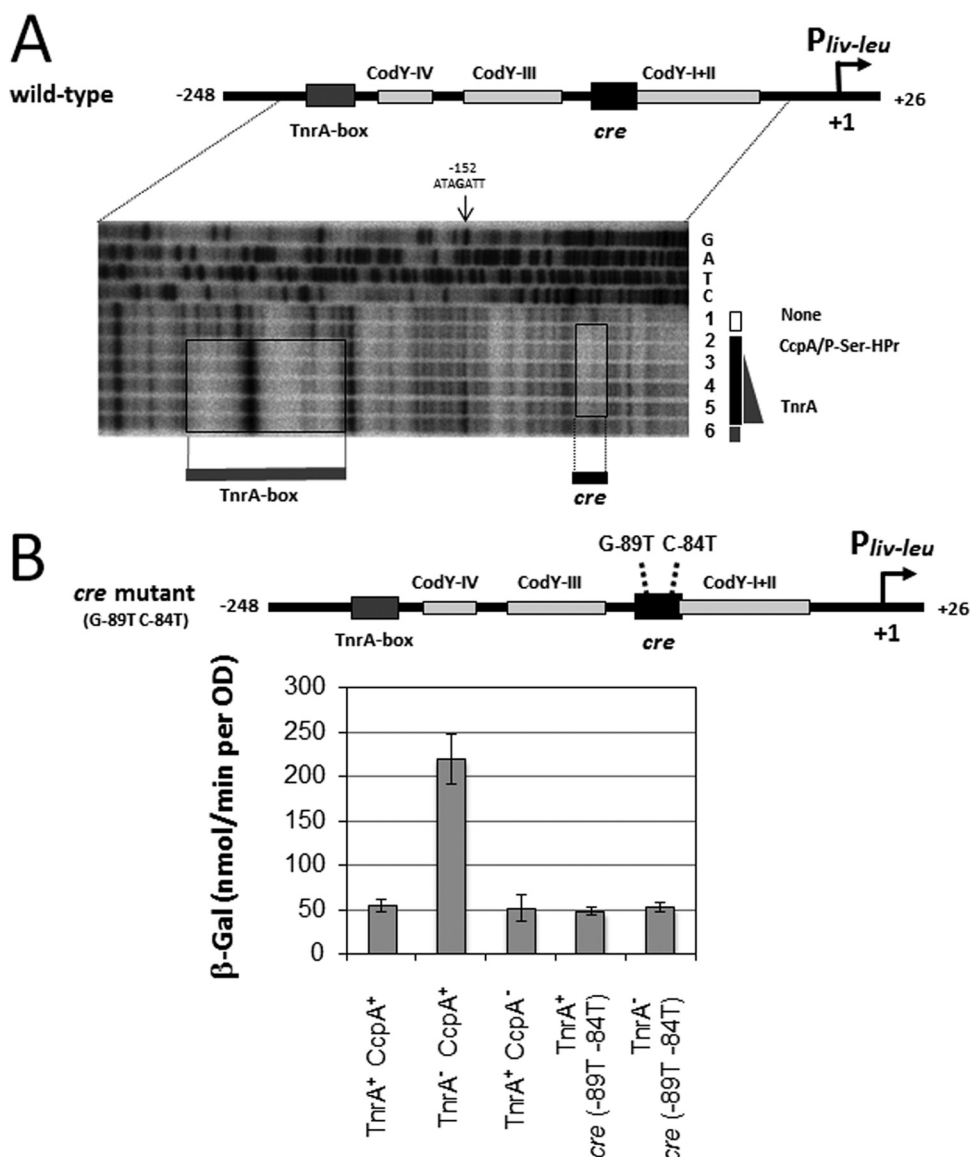 A
wild-type
-248
TnrA-box
CodY-IV
CodY-III
cre
CodY-I+II
Pliv-leu
+1
+26
-152
ATAGATT
G
A
T
C
1
2
3
4
5
6
None
CcpA/P-Ser-HPr
TnrA
TnrA-box
cre
B
cre mutant
(G-89T C-84T)
-248
TnrA-box
CodY-IV
CodY-III
G-89T C-84T
cre
CodY-I+II
Pliv-leu
+1
+26
β-Gal (nmol/min per OD)
300
250
200
150
100
50
0
TnrA⁺ CcpA⁺
TnrA⁻ CcpA⁺
TnrA⁺ CcpA⁻
TnrA⁺
cre (-89T -84T)
TnrA⁻
cre (-89T -84T)